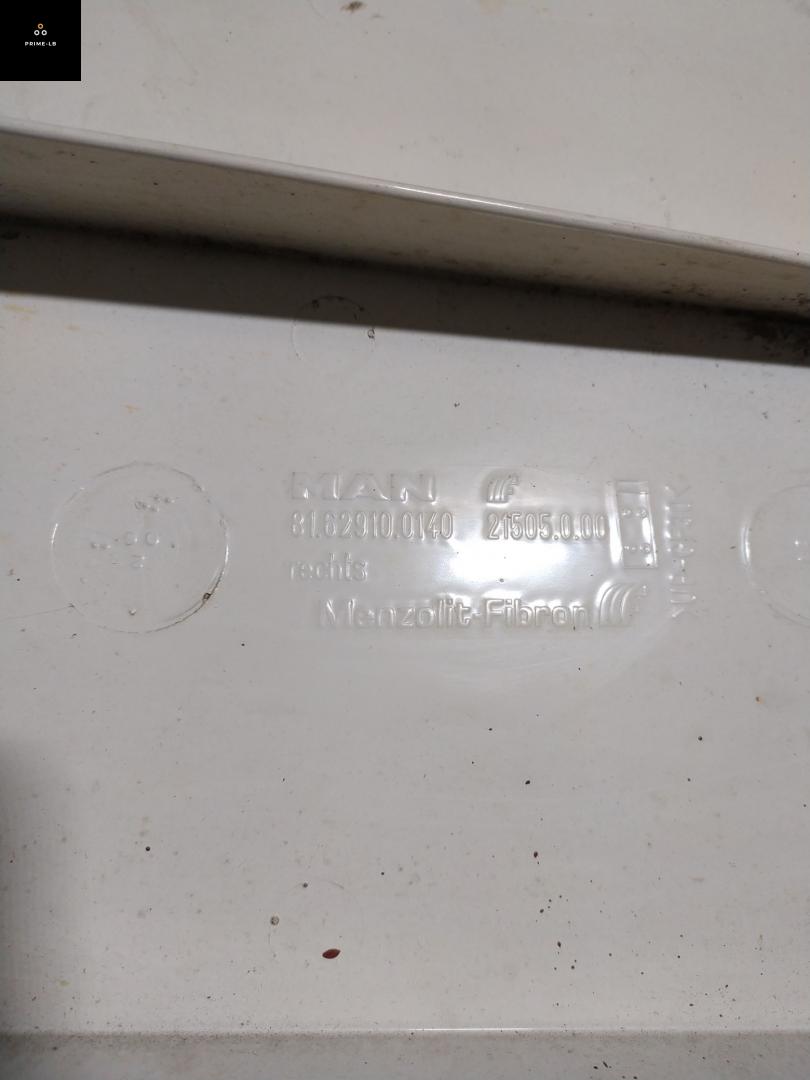 PRIME-LB
MAN
81.62910.0140 21505.0.00
rechts
Menzolit-Fibron